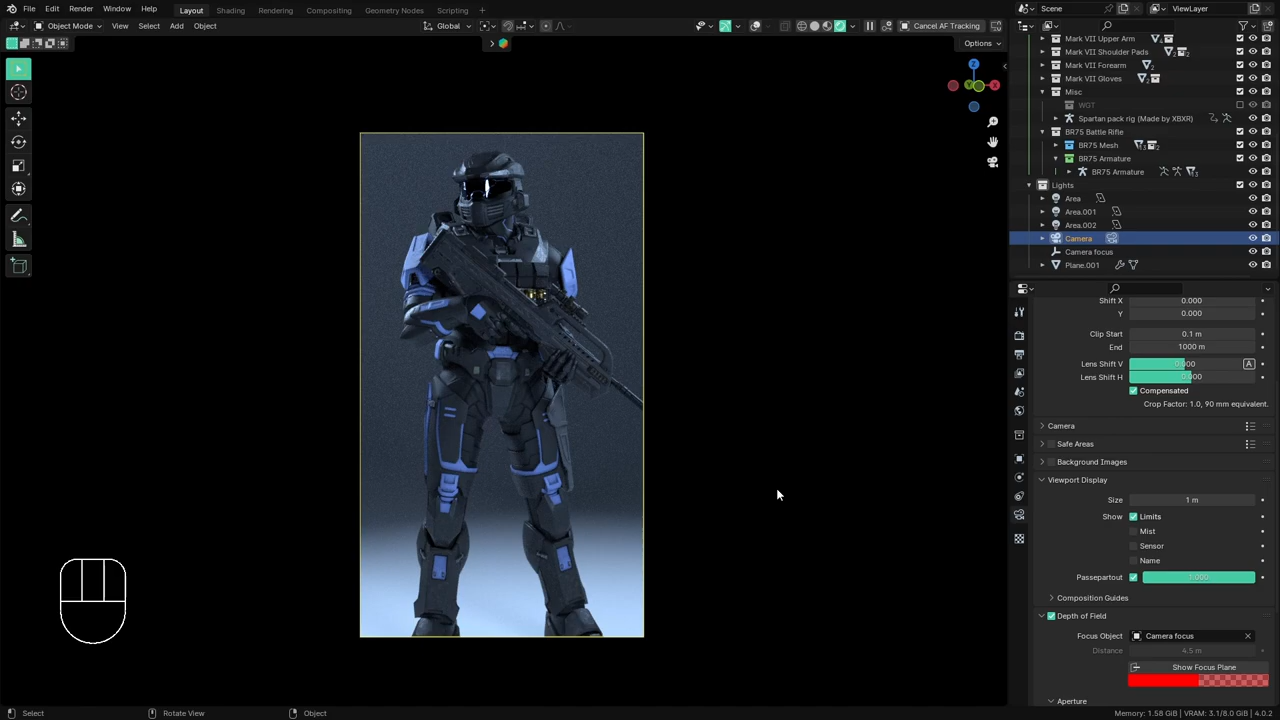 File Edit Render Window Help Layout Shading Rendering Compositing Geometry Nodes Scripting + Scene ViewLayer
Object Mode View Select Add Object Global Cancel AF Tracking
Options
Z
X
Y
Mark VII Upper Arm
Mark VII Shoulder Pads
Mark VII Forearm
Mark VII Gloves
Misc
WGT
Spartan pack rig (Made by XBXR)
BR75 Battle Rifle
BR75 Mesh
BR75 Armature
BR75 Armature
Lights
Area
Area.001
Area.002
Camera
Camera focus
Plane.001
Shift X 0.000
Y 0.000
Clip Start 0.1 m
End 1000 m
Lens Shift V 0.000 A
Lens Shift H 0.000
Compensated
Crop Factor: 1.0, 90 mm equivalent.
Camera
Safe Areas
Background Images
Viewport Display
Size 1 m
Show Limits
Mist
Sensor
Name
Passepartout 1.000
Composition Guides
Depth of Field
Focus Object Camera focus
Distance 4.5 m
Show Focus Plane
Aperture
Select Rotate View Object Memory: 1.58 GiB | VRAM: 3.1/8.0 GiB | 4.0.2